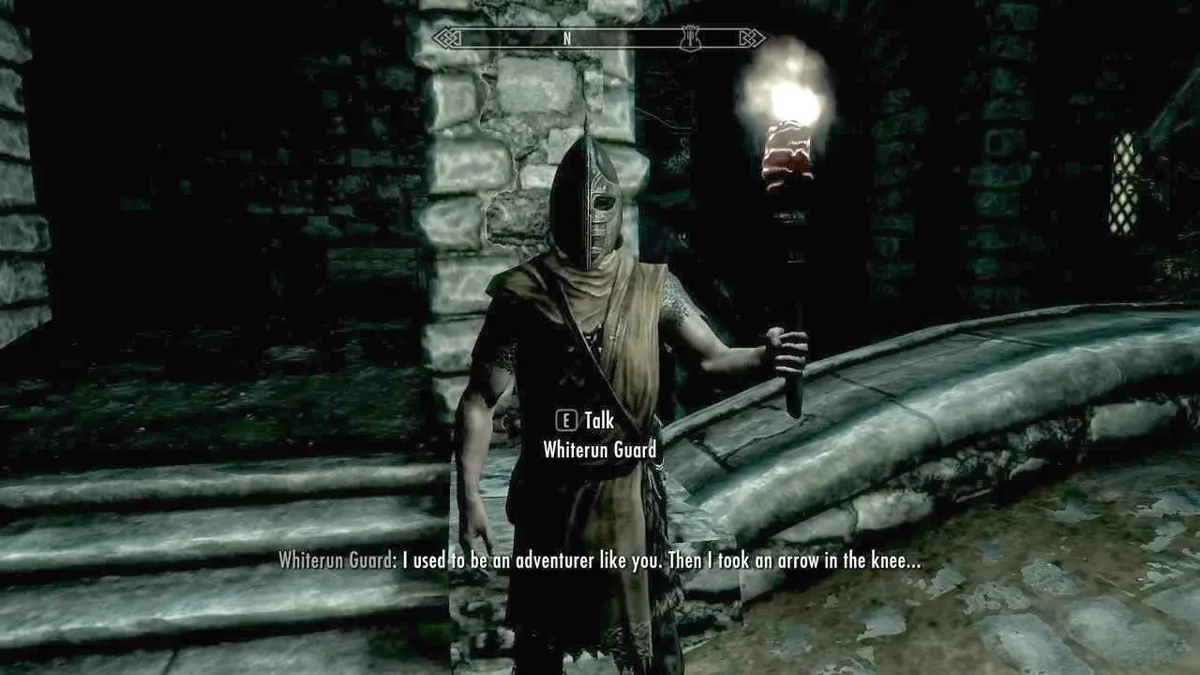 N
E Talk
Whiterun Guard
Whiterun Guard: I used to be an adventurer like you. Then I took an arrow in the knee...